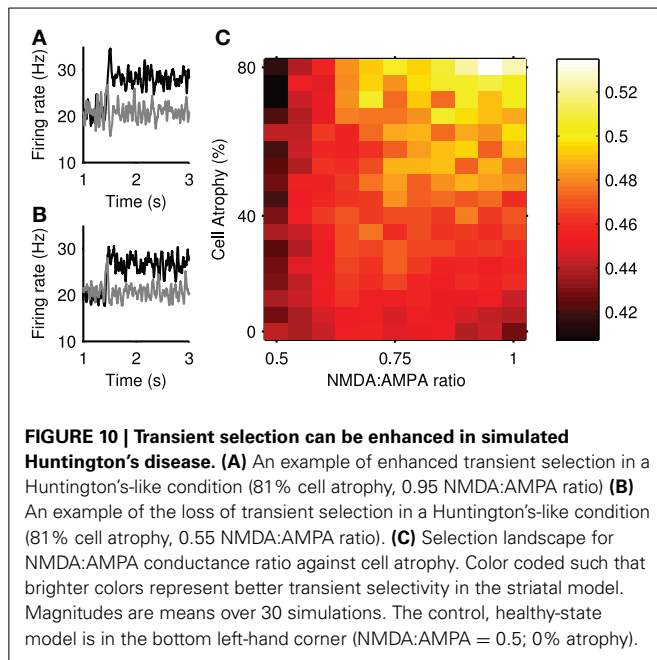 A
Firing rate (Hz)
30
20
10
1 2 3
Time (s)
B
Firing rate (Hz)
30
20
10
1 2 3
Time (s)
C
Cell Atrophy (%)
80
40
0
0.5 0.75 1
NMDA:AMPA ratio
0.52
0.5
0.48
0.46
0.44
0.42
FIGURE 10 | Transient selection can be enhanced in simulated
Huntington's disease. (A) An example of enhanced transient selection in a
Huntington's-like condition (81% cell atrophy, 0.95 NMDA:AMPA ratio) (B)
An example of the loss of transient selection in a Huntington's-like condition
(81% cell atrophy, 0.55 NMDA:AMPA ratio). (C) Selection landscape for
NMDA:AMPA conductance ratio against cell atrophy. Color coded such that
brighter colors represent better transient selectivity in the striatal model.
Magnitudes are means over 30 simulations. The control, healthy-state
model is in the bottom left-hand corner (NMDA:AMPA = 0.5; 0% atrophy).